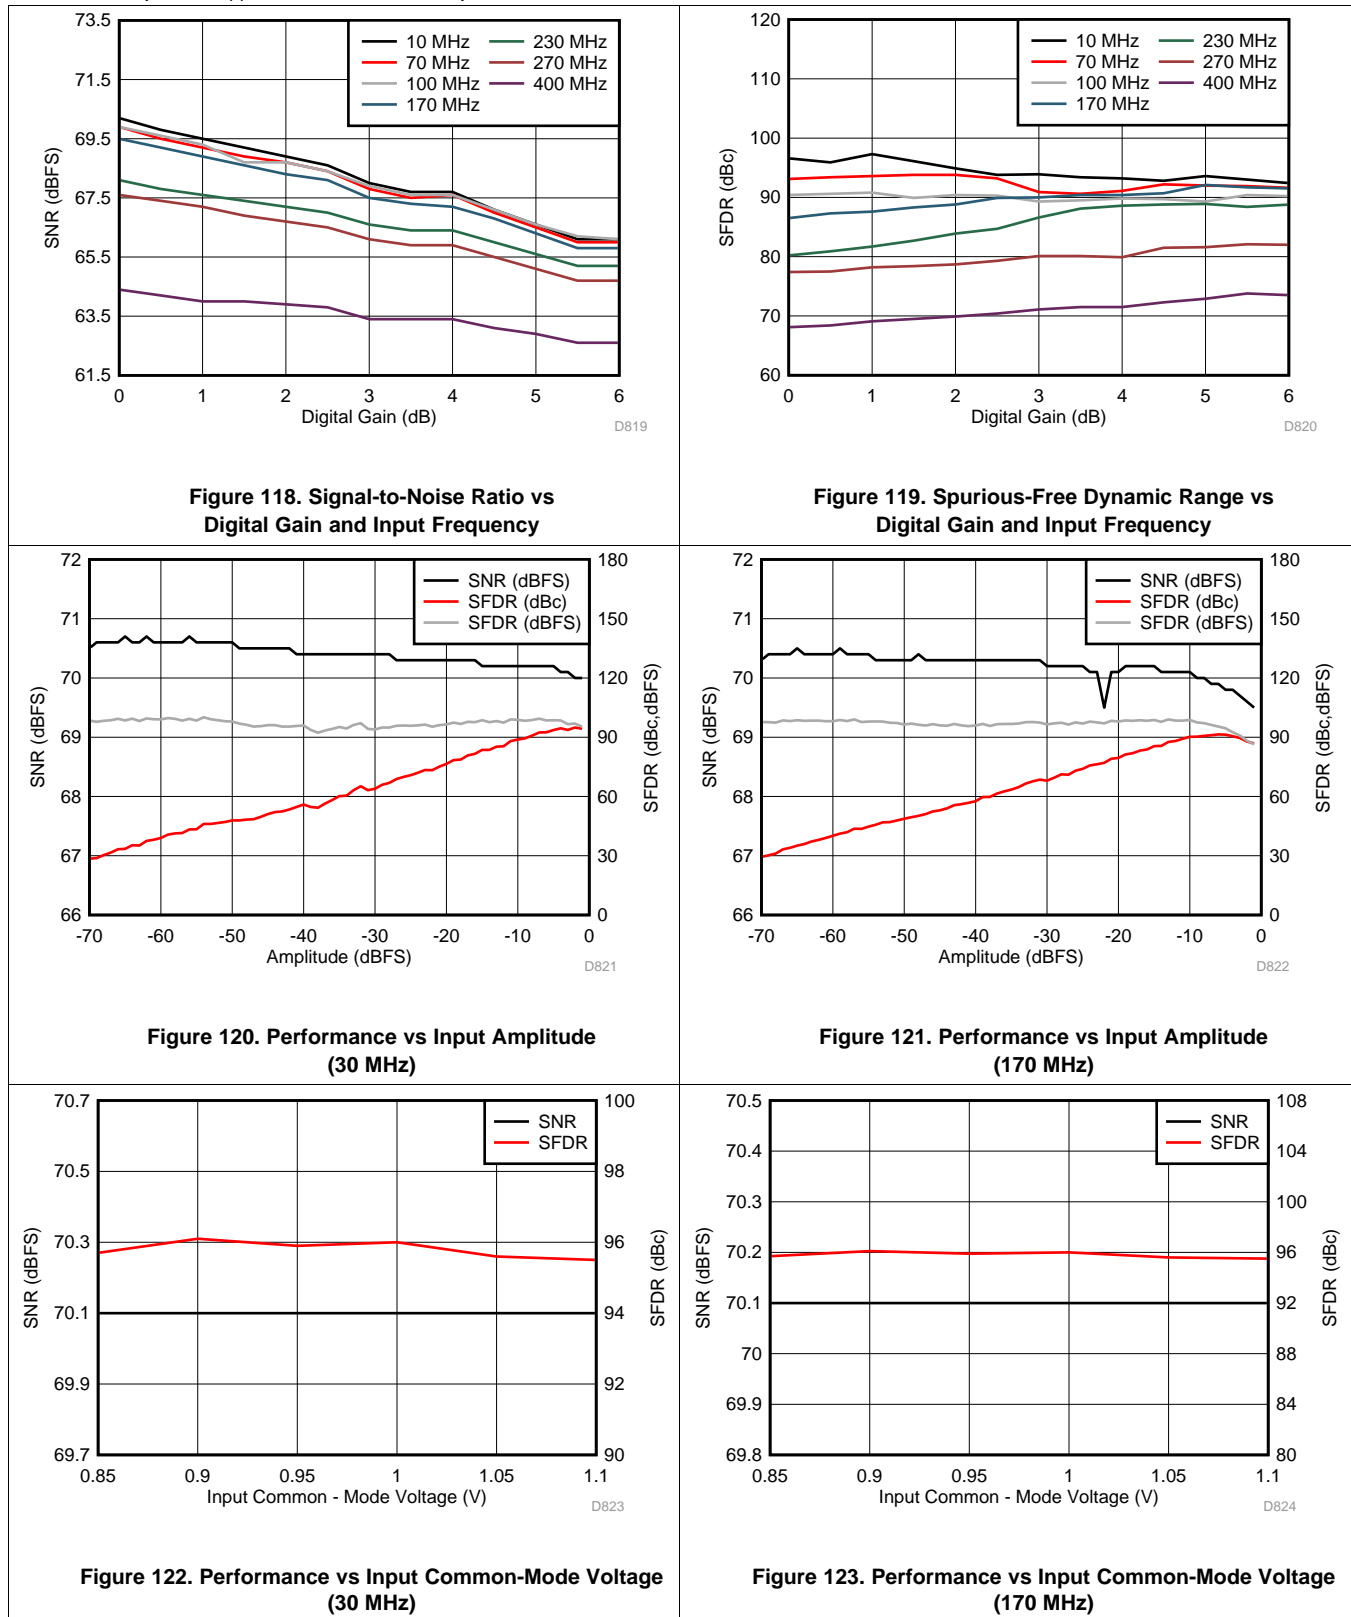 73.5
71.5
69.5
67.5
65.5
63.5
61.5
0 1 2 3 4 5 6
SNR (dBFS)
Digital Gain (dB)
10 MHz
70 MHz
100 MHz
170 MHz
230 MHz
270 MHz
400 MHz
D819
Figure 118. Signal-to-Noise Ratio vs
Digital Gain and Input Frequency
120
110
100
90
80
70
60
0 1 2 3 4 5 6
SFDR (dBc)
Digital Gain (dB)
10 MHz
70 MHz
100 MHz
170 MHz
230 MHz
270 MHz
400 MHz
D820
Figure 119. Spurious-Free Dynamic Range vs
Digital Gain and Input Frequency
72
71
70
69
68
67
66
180
150
120
90
60
30
0
-70 -60 -50 -40 -30 -20 -10 0
SNR (dBFS)
SFDR (dBc,dBFS)
Amplitude (dBFS)
SNR (dBFS)
SFDR (dBc)
SFDR (dBFS)
D821
Figure 120. Performance vs Input Amplitude
(30 MHz)
72
71
70
69
68
67
66
180
150
120
90
60
30
0
-70 -60 -50 -40 -30 -20 -10 0
SNR (dBFS)
SFDR (dBc,dBFS)
Amplitude (dBFS)
SNR (dBFS)
SFDR (dBc)
SFDR (dBFS)
D822
Figure 121. Performance vs Input Amplitude
(170 MHz)
70.7
70.5
70.3
70.1
69.9
69.7
100
98
96
94
92
90
0.85 0.9 0.95 1 1.05 1.1
SNR (dBFS)
SFDR (dBc)
Input Common - Mode Voltage (V)
SNR
SFDR
D823
Figure 122. Performance vs Input Common-Mode Voltage
(30 MHz)
70.5
70.4
70.3
70.2
70.1
70
69.9
69.8
108
104
100
96
92
88
84
80
0.85 0.9 0.95 1 1.05 1.1
SNR (dBFS)
SFDR (dBc)
Input Common - Mode Voltage (V)
SNR
SFDR
D824
Figure 123. Performance vs Input Common-Mode Voltage
(170 MHz)